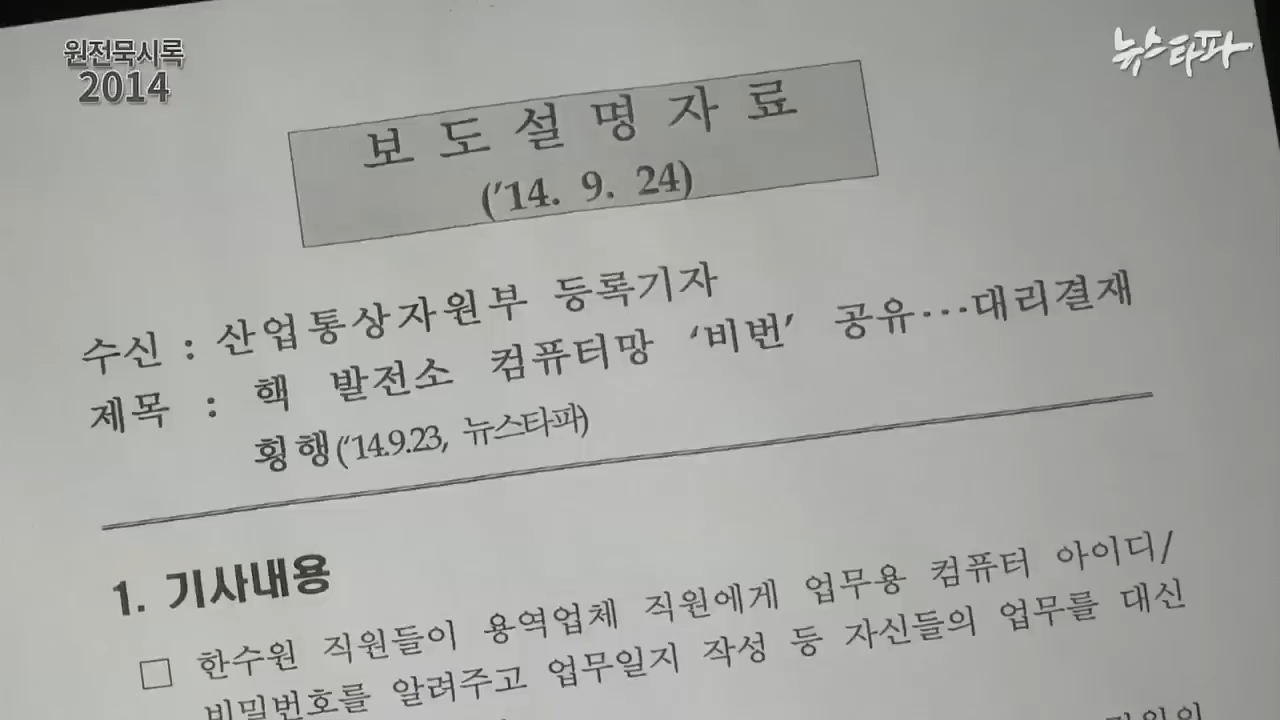 원전묵시록
2014
뉴스타파
보도설명자료
('14. 9. 24)
수신 : 산업통상자원부 등록기자
제목 : 핵 발전소 컴퓨터망 ‘비번’ 공유…대리결재
횡행('14.9.23, 뉴스타파)
1. 기사내용
□ 한수원 직원들이 용역업체 직원에게 업무용 컴퓨터 아이디/
비밀번호를 알려주고 업무일지 작성 등 자신들의 업무를 대신